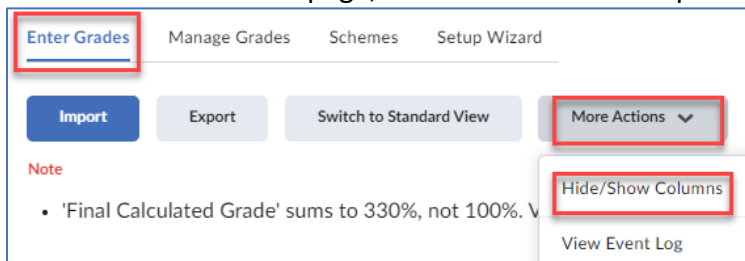 page,
Enter Grades Manage Grades Schemes Setup Wizard
Import Export Switch to Standard View More Actions
Note
Hide/Show Columns
• 'Final Calculated Grade' sums to 330%, not 100%.
View Event Log